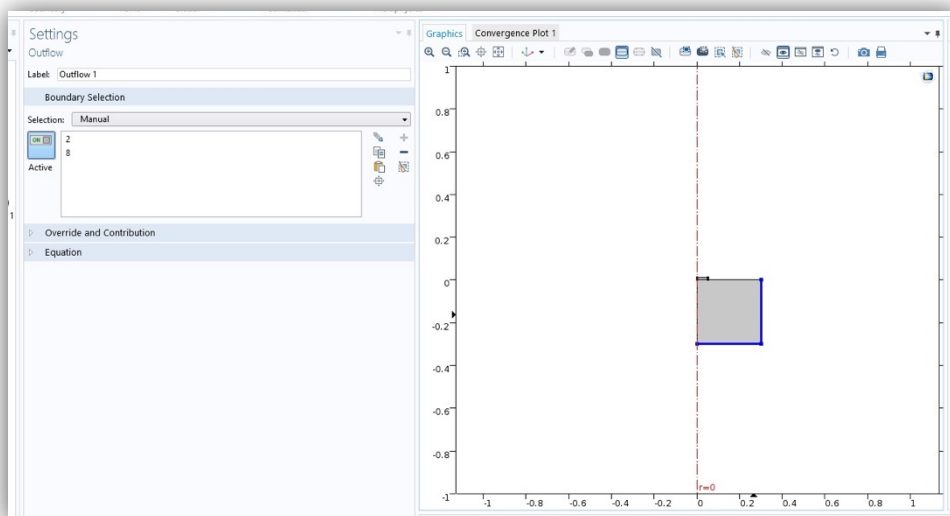 Settings
Outflow
Label: Outflow 1
Boundary Selection
Selection: Manual
ON
Active
2
8
Override and Contribution
Equation
1
Graphics Convergence Plot 1
1
0.8
0.6
0.4
0.2
0
-0.2
-0.4
-0.6
-0.8
-1
r=0
-1 -0.8 -0.6 -0.4 -0.2 0 0.2 0.4 0.6 0.8 1